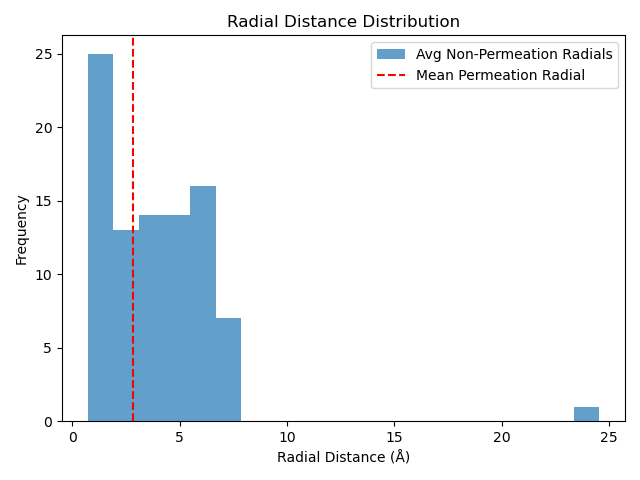 Radial Distance Distribution
Avg Non-Permeation Radials
Mean Permeation Radial
Frequency
25
20
15
10
5
0
0 5 10 15 20 25
Radial Distance (Å)